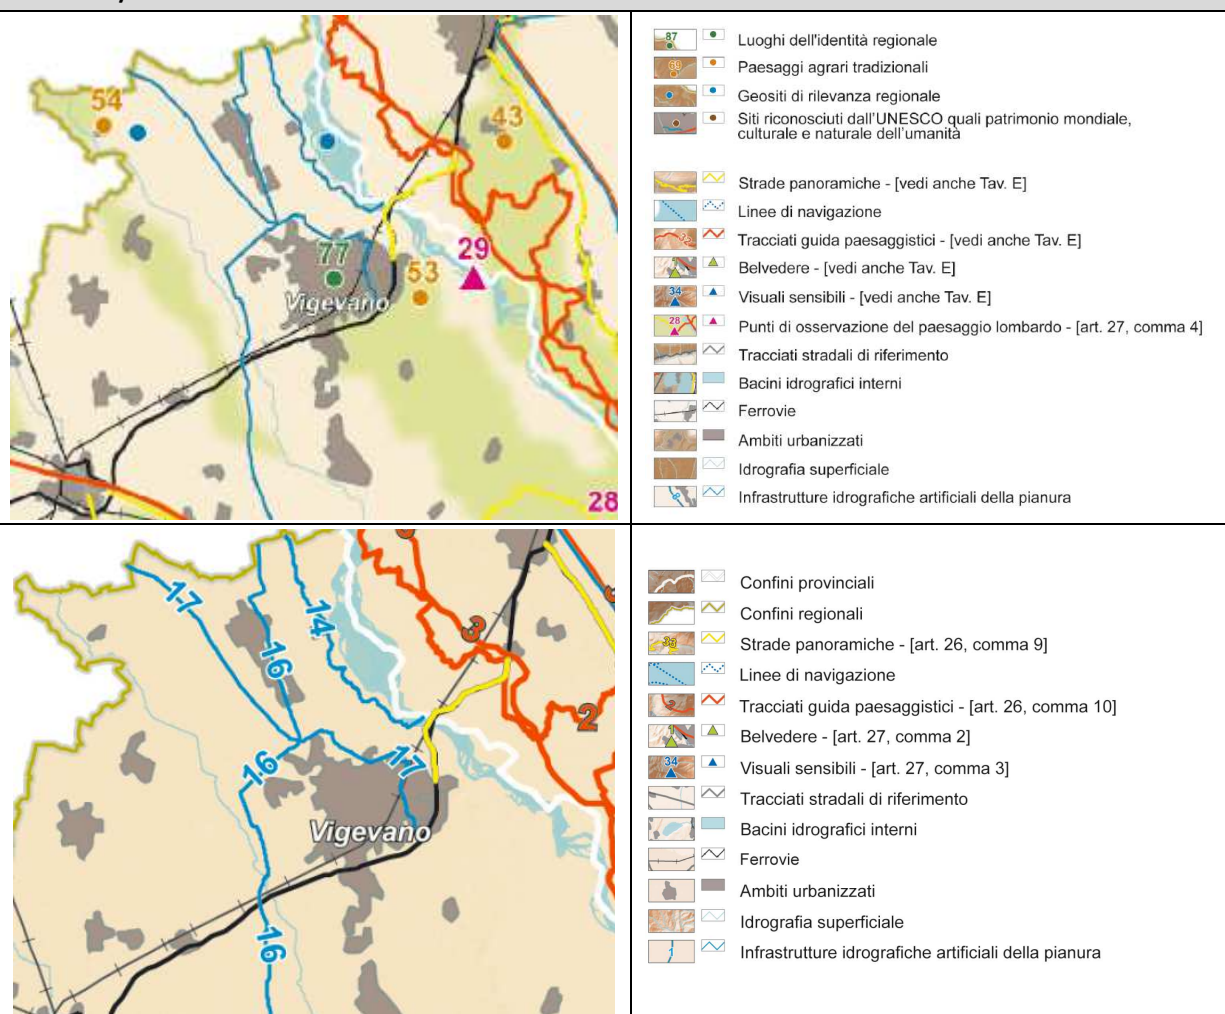 54
43
77
53
29
Vigevano
28
87
Luoghi dell'identità regionale
69
Paesaggi agrari tradizionali
Geositi di rilevanza regionale
Siti riconosciuti dall'UNESCO quali patrimonio mondiale,
culturale e naturale dell'umanità
Strade panoramiche - [vedi anche Tav. E]
Linee di navigazione
Tracciati guida paesaggistici - [vedi anche Tav. E]
Belvedere - [vedi anche Tav. E]
34
Visuali sensibili - [vedi anche Tav. E]
28
Punti di osservazione del paesaggio lombardo - [art. 27, comma 4]
Tracciati stradali di riferimento
Bacini idrografici interni
Ferrovie
Ambiti urbanizzati
Idrografia superficiale
Infrastrutture idrografiche artificiali della pianura
17
14
3
16
2
16
17
Vigevano
16
Confini provinciali
Confini regionali
33
Strade panoramiche - [art. 26, comma 9]
Linee di navigazione
Tracciati guida paesaggistici - [art. 26, comma 10]
Belvedere - [art. 27, comma 2]
34
Visuali sensibili - [art. 27, comma 3]
Tracciati stradali di riferimento
Bacini idrografici interni
Ferrovie
Ambiti urbanizzati
Idrografia superficiale
Infrastrutture idrografiche artificiali della pianura